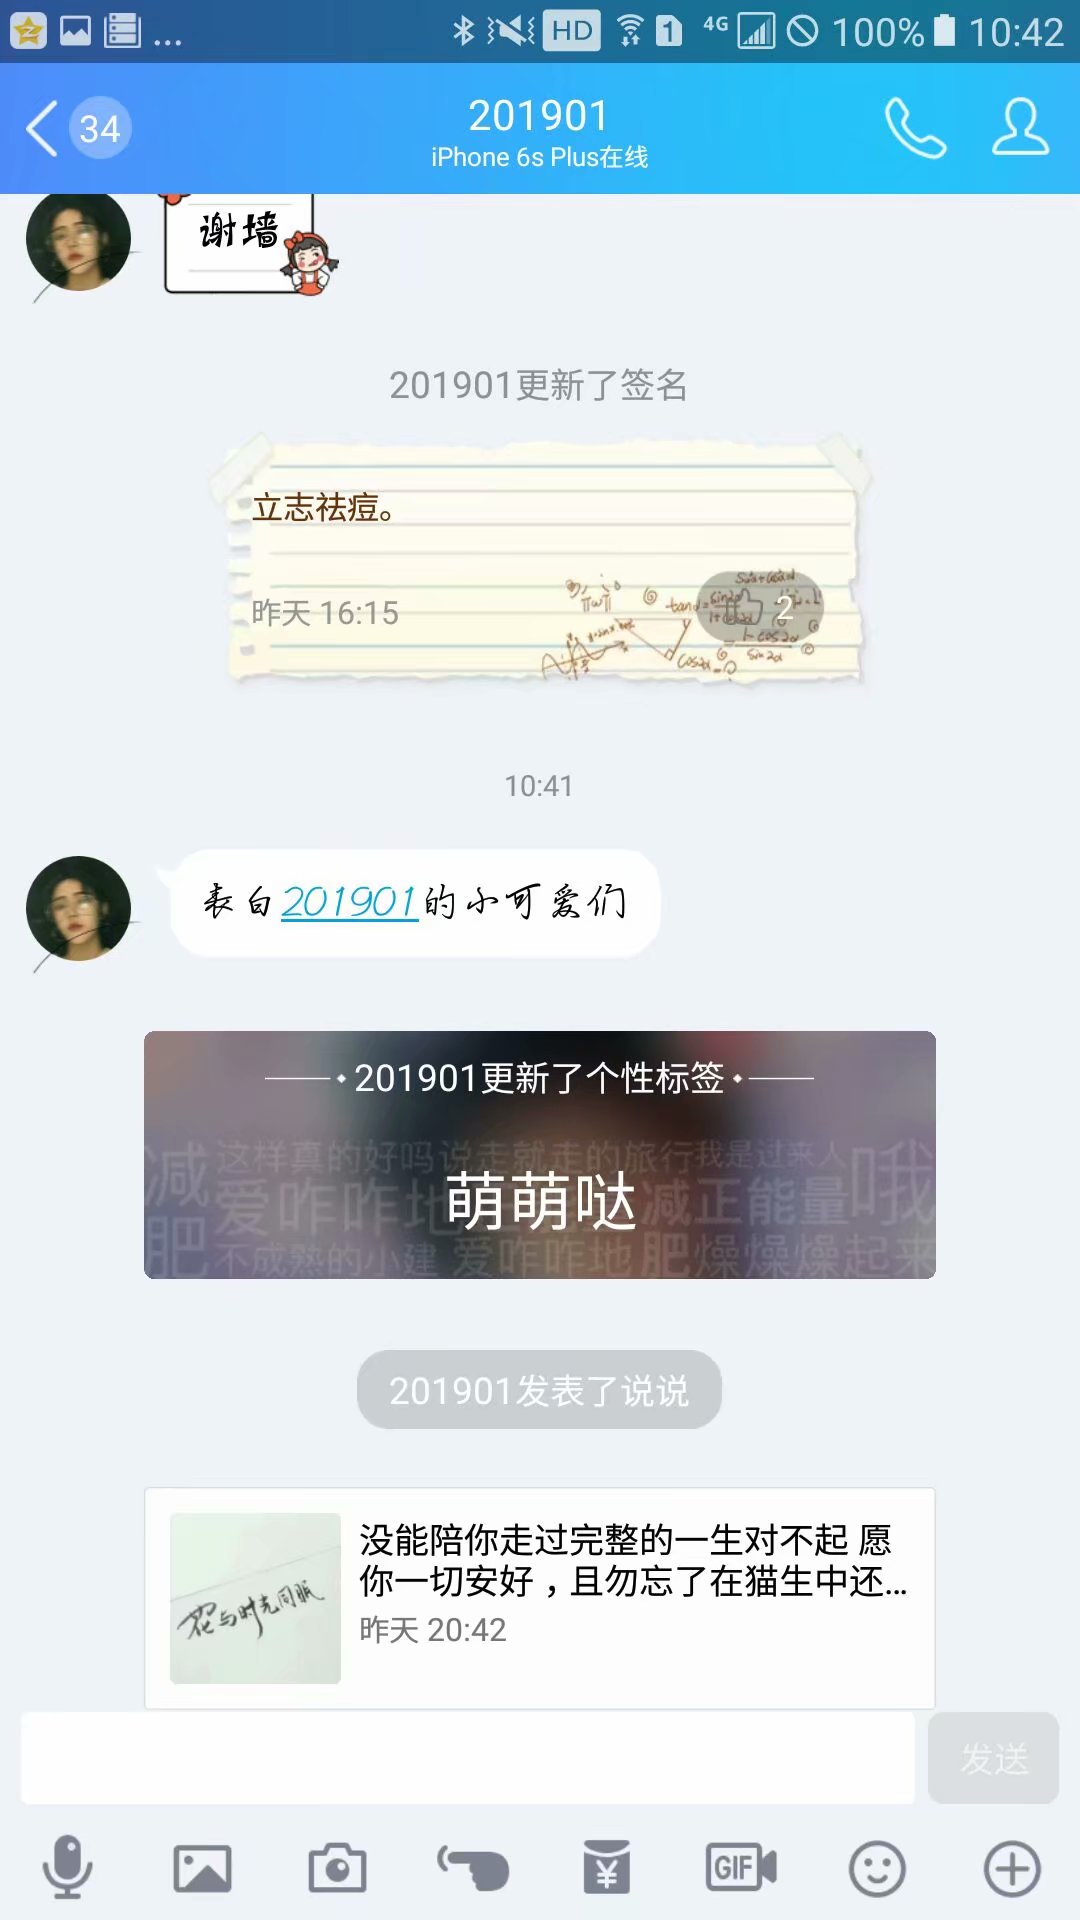 HD
1
4G
100%
10:42
34
201901
iPhone 6s Plus在线
谢墙
201901更新了签名
立志祛痘。
昨天 16:15
2
10:41
表白201901的小可爱们
201901更新了个性标签
这样真的好吗说走就走的旅行我是过来人
减肥
爱咋咋地
萌萌哒
减正能量哦
不成熟的小建
爱咋咋地
肥燥燥燥起来
201901发表了说说
没能陪你走过完整的一生对不起 愿
你一切安好，且勿忘了在猫生中还...
昨天 20:42
花与时光同眠
发送
GIF